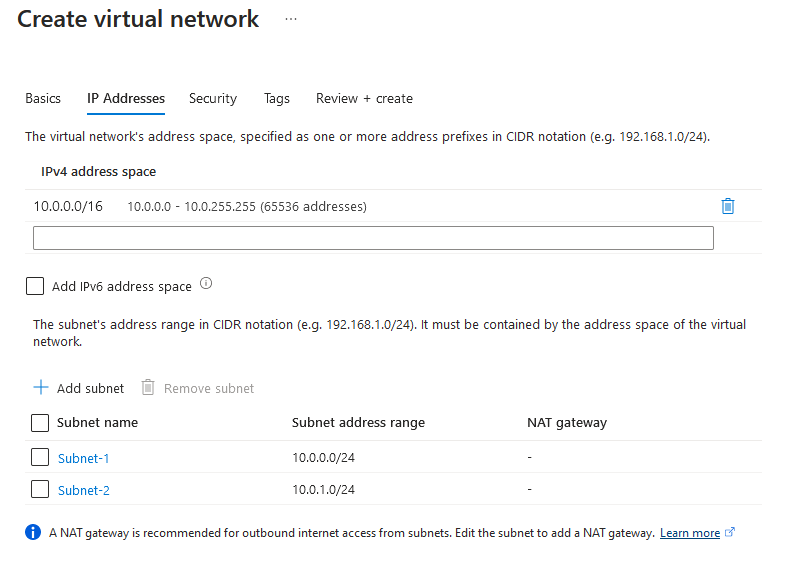 Create virtual network ...
Basics IP Addresses Security Tags Review + create
The virtual network's address space, specified as one or more address prefixes in CIDR notation (e.g. 192.168.1.0/24).
IPv4 address space
10.0.0.0/16 10.0.0.0 - 10.0.255.255 (65536 addresses)
Add IPv6 address space
The subnet's address range in CIDR notation (e.g. 192.168.1.0/24). It must be contained by the address space of the virtual
network.
+ Add subnet Remove subnet
Subnet name Subnet address range NAT gateway
Subnet-1 10.0.0.0/24 -
Subnet-2 10.0.1.0/24 -
A NAT gateway is recommended for outbound internet access from subnets. Edit the subnet to add a NAT gateway. Learn more